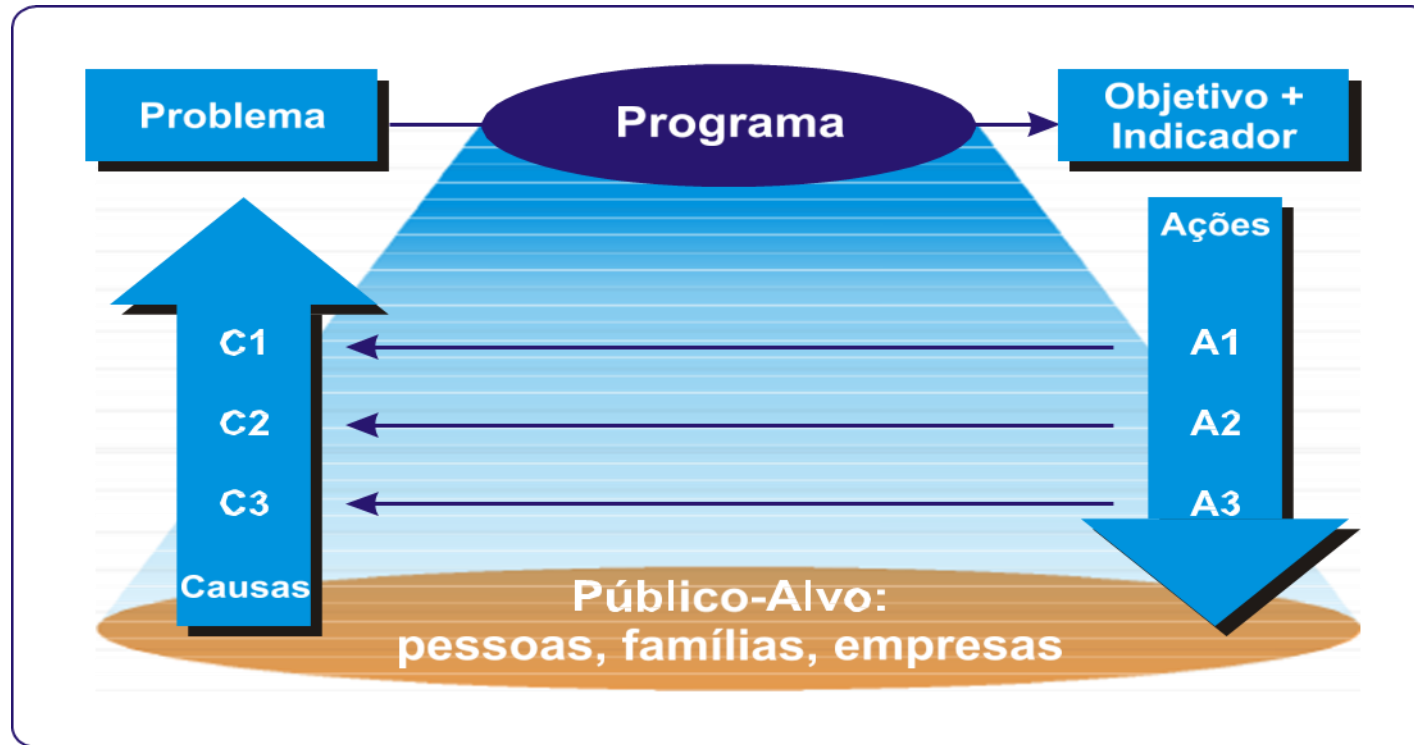 Problema
Programa
Objetivo +
Indicador
Ações
C1
A1
C2
A2
C3
A3
Causas
Público-Alvo:
pessoas, famílias, empresas